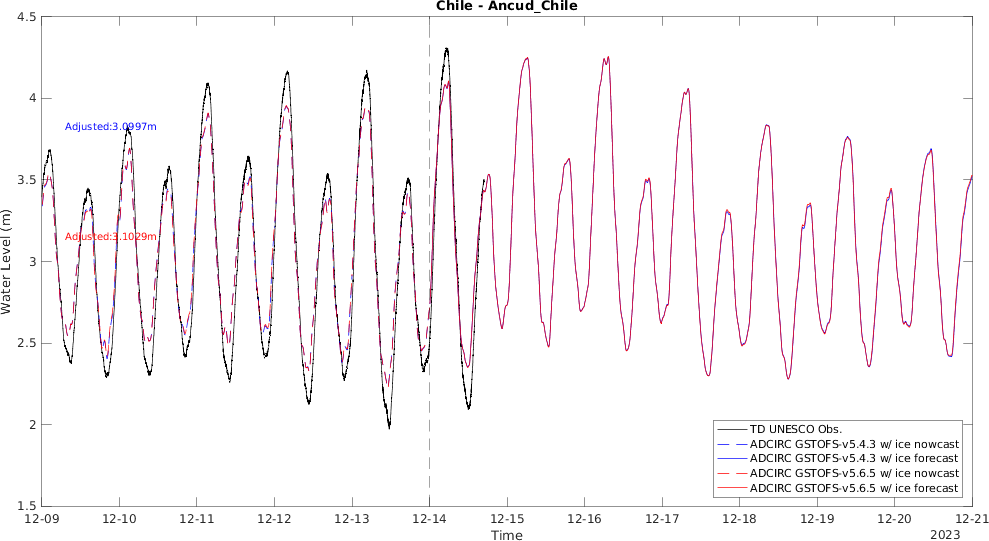 Chile - Ancud_Chile
4.5
4
3.5
3
2.5
2
1.5
Water Level (m)
Adjusted:3.0997m
Adjusted:3.1029m
TD UNESCO Obs.
ADCIRC GSTOFS-v5.4.3 w/ ice nowcast
ADCIRC GSTOFS-v5.4.3 w/ ice forecast
ADCIRC GSTOFS-v5.6.5 w/ ice nowcast
ADCIRC GSTOFS-v5.6.5 w/ ice forecast
12-09 12-10 12-11 12-12 12-13 12-14 12-15 12-16 12-17 12-18 12-19 12-20 12-21
Time
2023